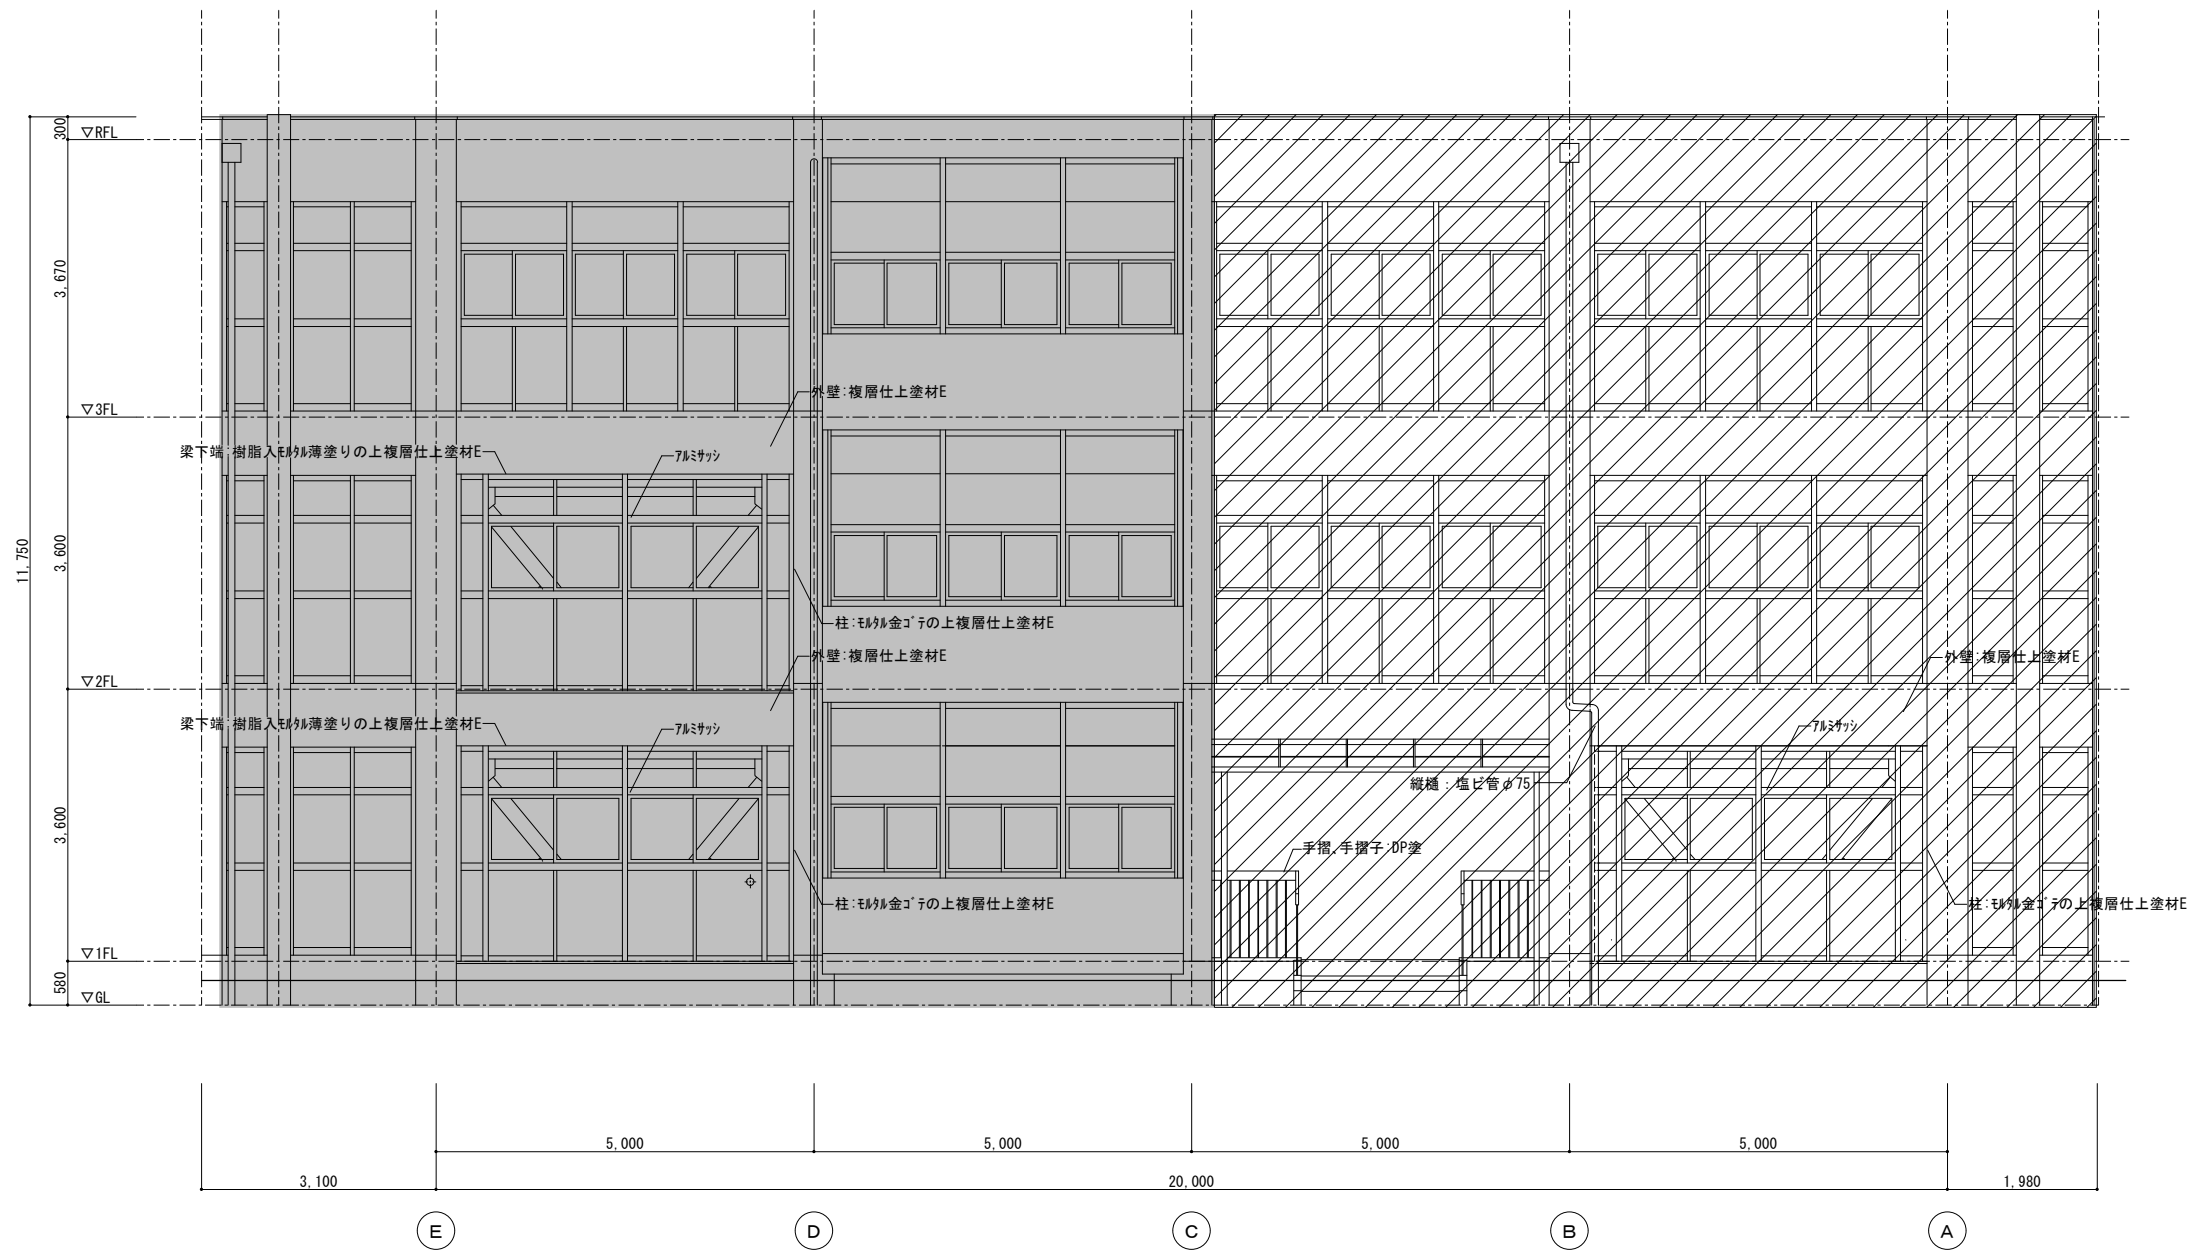 300
▽RFL
3,670
外壁:複層仕上塗材E
▽3FL
梁下端:樹脂入ﾓﾙﾀﾙ薄塗りの上複層仕上塗材E
ｱﾙﾐｻｯｼ
11,750
3,600
柱:ﾓﾙﾀﾙ金ｺﾞﾃの上複層仕上塗材E
外壁:複層仕上塗材E
外壁:複層仕上塗材E
▽2FL
梁下端:樹脂入ﾓﾙﾀﾙ薄塗りの上複層仕上塗材E
ｱﾙﾐｻｯｼ
ｱﾙﾐｻｯｼ
縦樋:塩ビ管φ75
3,600
手摺、手摺子:DP塗
柱:ﾓﾙﾀﾙ金ｺﾞﾃの上複層仕上塗材E
柱:ﾓﾙﾀﾙ金ｺﾞﾃの上複層仕上塗材E
▽1FL
580
▽GL
5,000
5,000
5,000
5,000
3,100
20,000
1,980
E
D
C
B
A